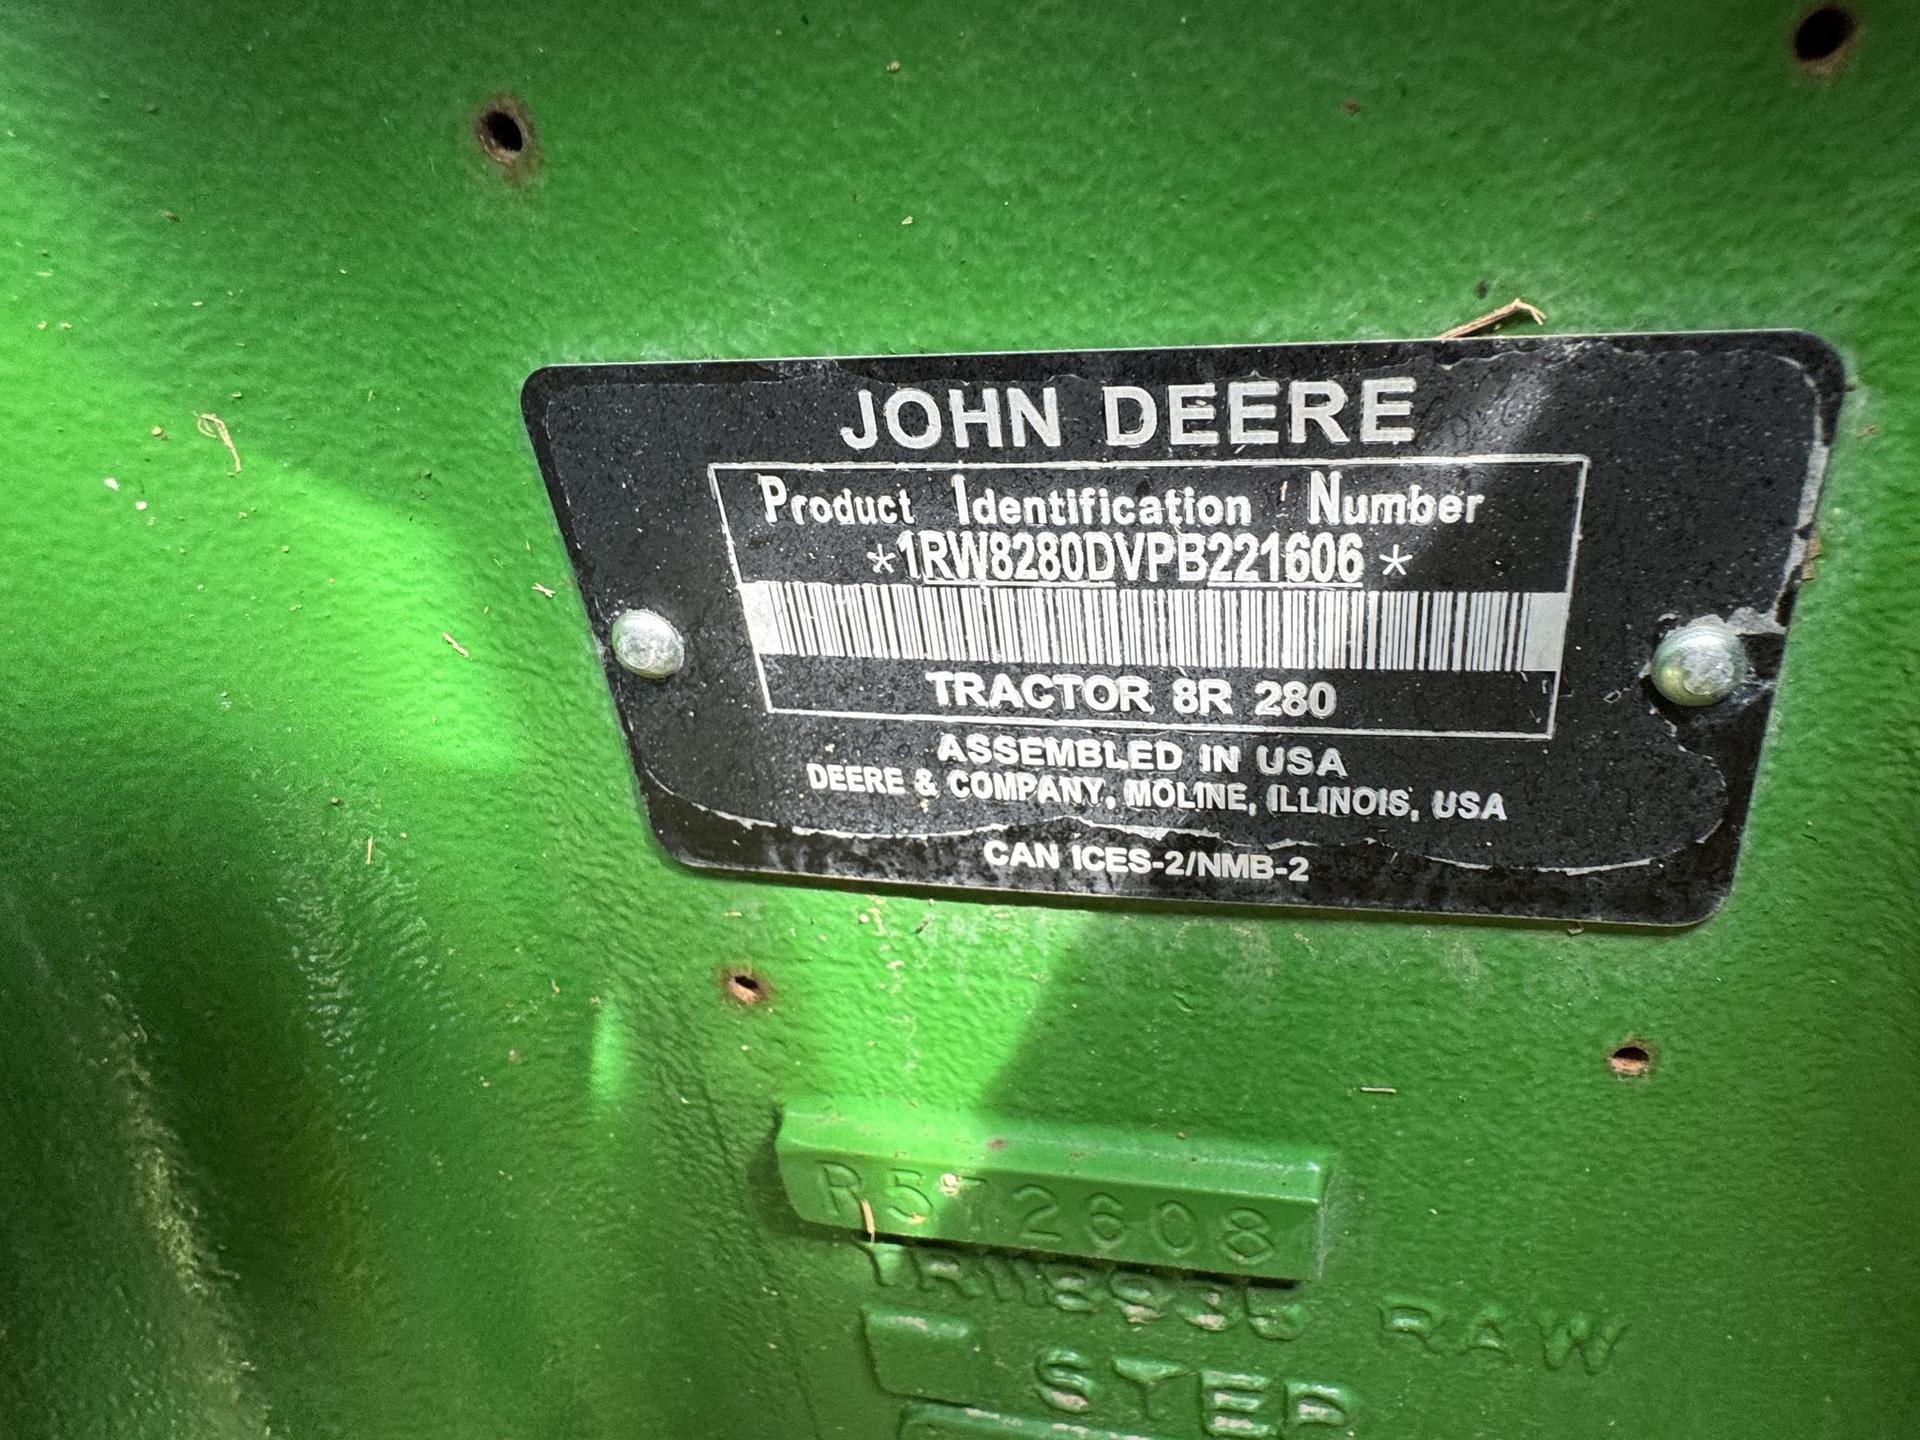 JOHN DEERE
Product Identification Number
*1RW8280DVPB221606*
TRACTOR 8R 280
ASSEMBLED IN USA
DEERE & COMPANY, MOLINE, ILLINOIS, USA
CAN ICES-2/NMB-2
R572608
RAW
STEP